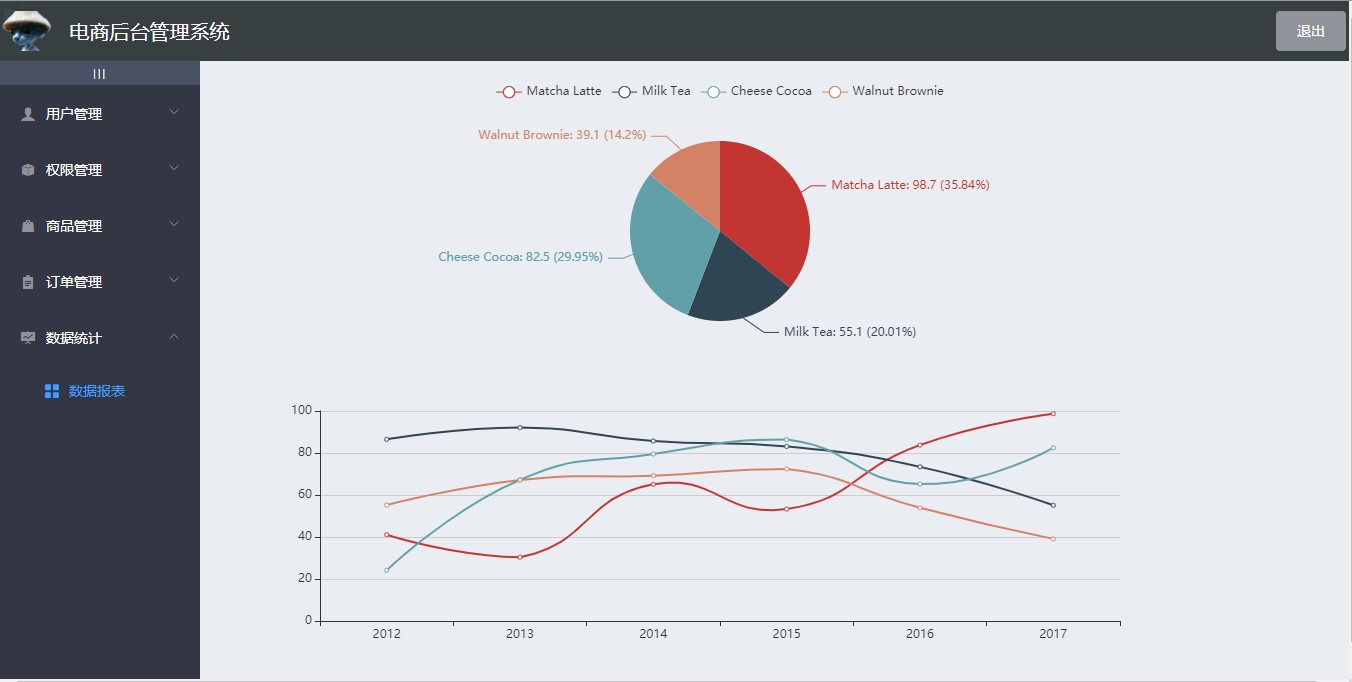 电商后台管理系统
退出
|||
用户管理
权限管理
商品管理
订单管理
数据统计
数据报表
Matcha Latte Milk Tea Cheese Cocoa Walnut Brownie
Walnut Brownie: 39.1 (14.2%)
Matcha Latte: 98.7 (35.84%)
Cheese Cocoa: 82.5 (29.95%)
Milk Tea: 55.1 (20.01%)
100
80
60
40
20
0
2012 2013 2014 2015 2016 2017